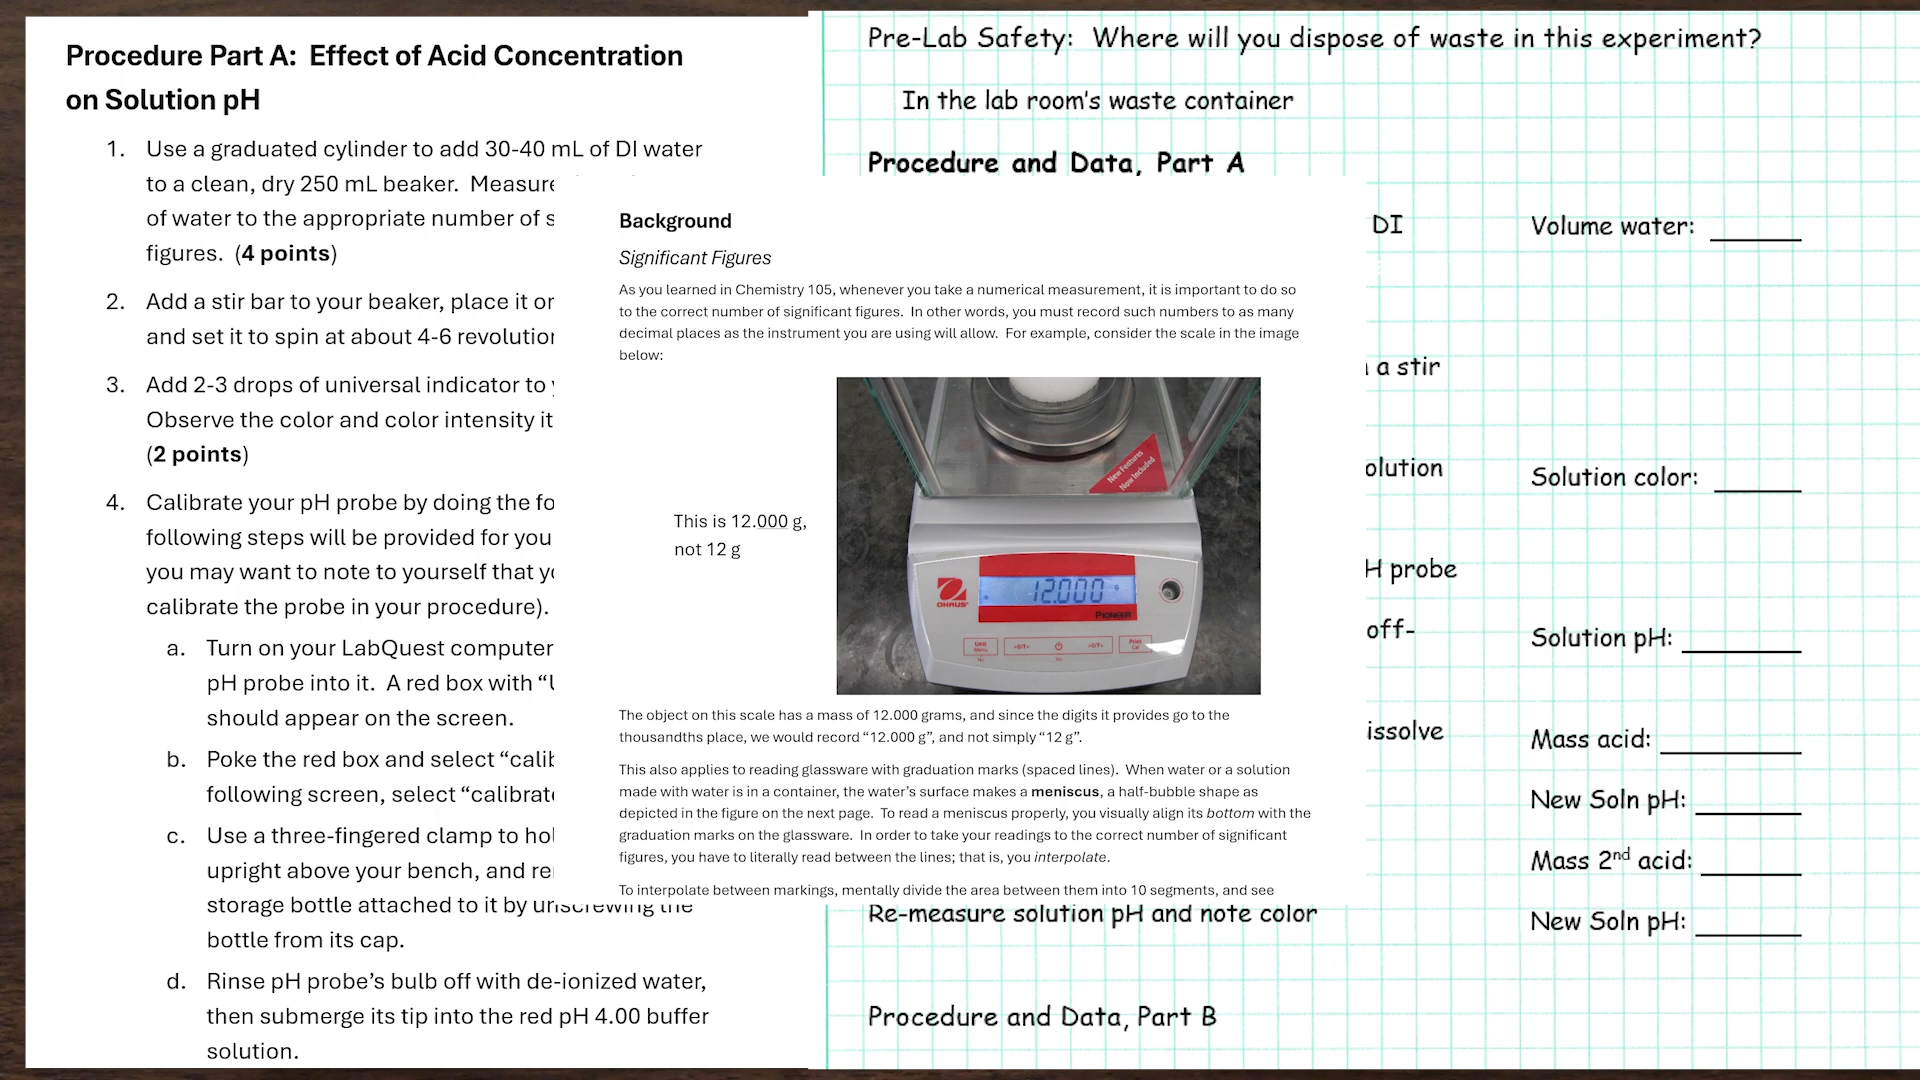 Procedure Part A:  Effect of Acid Concentration
on Solution pH
1. Use a graduated cylinder to add 30-40 mL of DI water
to a clean, dry 250 mL beaker.  Measure
of water to the appropriate number of s
figures.  (4 points)
2. Add a stir bar to your beaker, place it or
and set it to spin at about 4-6 revolution
3. Add 2-3 drops of universal indicator to
Observe the color and color intensity it
(2 points)
4. Calibrate your pH probe by doing the fo
following steps will be provided for you
you may want to note to yourself that yo
calibrate the probe in your procedure).
a. Turn on your LabQuest computer
pH probe into it.  A red box with “
should appear on the screen.
b. Poke the red box and select “calib
following screen, select “calibrate
c. Use a three-fingered clamp to hol
upright above your bench, and re
storage bottle attached to it by unscrewing the
bottle from its cap.
d. Rinse pH probe’s bulb off with de-ionized water,
then submerge its tip into the red pH 4.00 buffer
solution.
Background
Significant Figures
As you learned in Chemistry 105, whenever you take a numerical measurement, it is important to do so
to the correct number of significant figures.  In other words, you must record such numbers to as many
decimal places as the instrument you are using will allow.  For example, consider the scale in the image
below:
This is 12.000 g,
not 12 g
New Features
Now Included
OHAUS
12.000 g
PIONEER
Unit
Menu
No
→0/T←
→0/T←
Yes
Print
Cal
The object on this scale has a mass of 12.000 grams, and since the digits it provides go to the
thousandths place, we would record “12.000 g”, and not simply “12 g”.
This also applies to reading glassware with graduation marks (spaced lines).  When water or a solution
made with water is in a container, the water’s surface makes a meniscus, a half-bubble shape as
depicted in the figure on the next page.  To read a meniscus properly, you visually align its bottom with the
graduation marks on the glassware.  In order to take your readings to the correct number of significant
figures, you have to literally read between the lines; that is, you interpolate.
To interpolate between markings, mentally divide the area between them into 10 segments, and see
Pre-Lab Safety:  Where will you dispose of waste in this experiment?
In the lab room’s waste container
Procedure and Data, Part A
DI
Volume water: ______
a stir
olution
Solution color: ______
H probe
off-
Solution pH: ______
issolve
Mass acid: ______
New Soln pH: ______
Mass 2nd acid: ______
Re-measure solution pH and note color
New Soln pH: ______
Procedure and Data, Part B